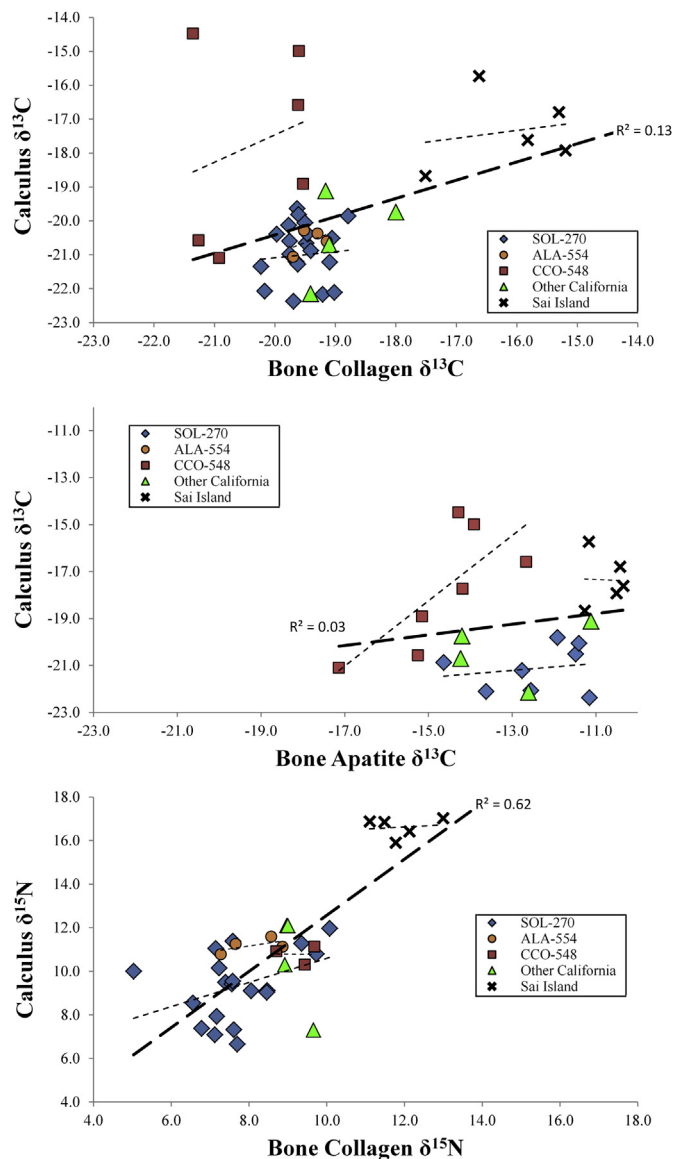 -14.0
-15.0
-16.0
-17.0
-18.0
-19.0
-20.0
-21.0
-22.0
-23.0
Calculus δ¹³C
R² = 0.13
SOL-270
ALA-554
CCO-548
Other California
Sai Island
-23.0 -22.0 -21.0 -20.0 -19.0 -18.0 -17.0 -16.0 -15.0 -14.0
Bone Collagen δ¹³C
-11.0
-13.0
-15.0
-17.0
-19.0
-21.0
-23.0
Calculus δ¹³C
SOL-270
ALA-554
CCO-548
Other California
Sai Island
R² = 0.03
-23.0 -21.0 -19.0 -17.0 -15.0 -13.0 -11.0
Bone Apatite δ¹³C
18.0
16.0
14.0
12.0
10.0
8.0
6.0
4.0
Calculus δ¹⁵N
R² = 0.62
SOL-270
ALA-554
CCO-548
Other California
Sai Island
4.0 6.0 8.0 10.0 12.0 14.0 16.0 18.0
Bone Collagen δ¹⁵N